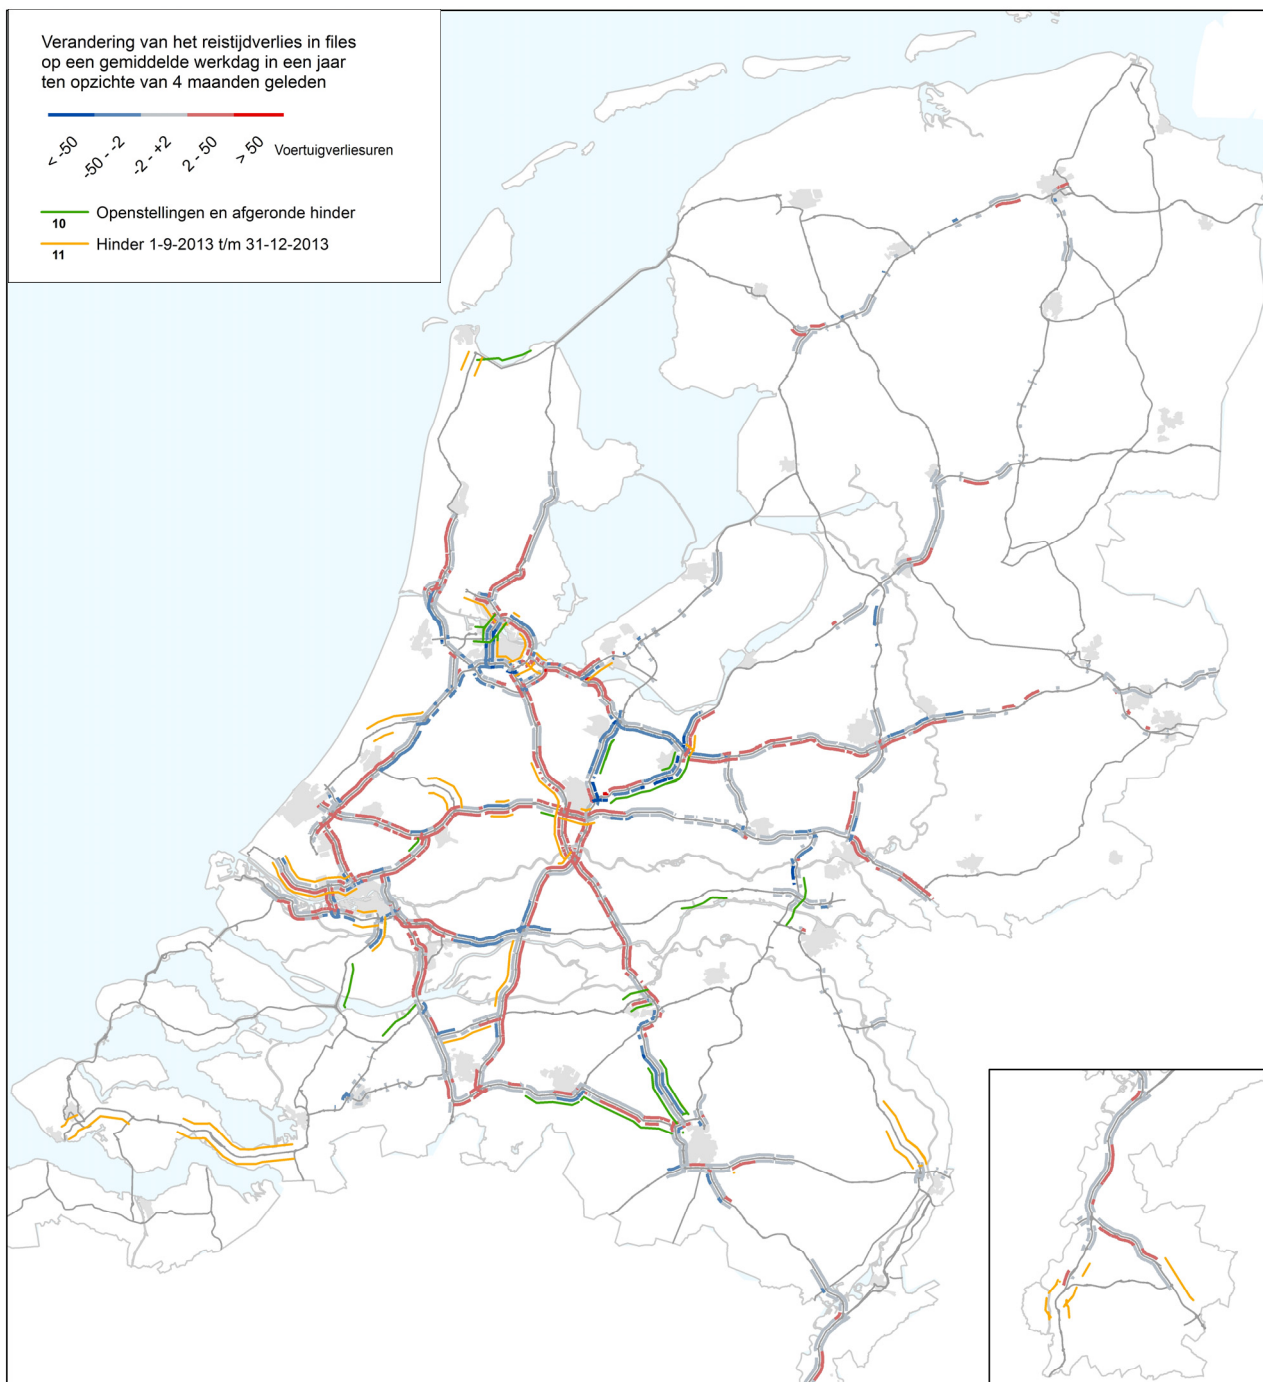 Verandering van het reistijdverlies in files
op een gemiddelde werkdag in een jaar
ten opzichte van 4 maanden geleden
< -50
-50 - -2
-2 - +2
2 - 50
> 50
Voertuigverliesuren
Openstellingen en afgeronde hinder
10
Hinder 1-9-2013 t/m 31-12-2013
11